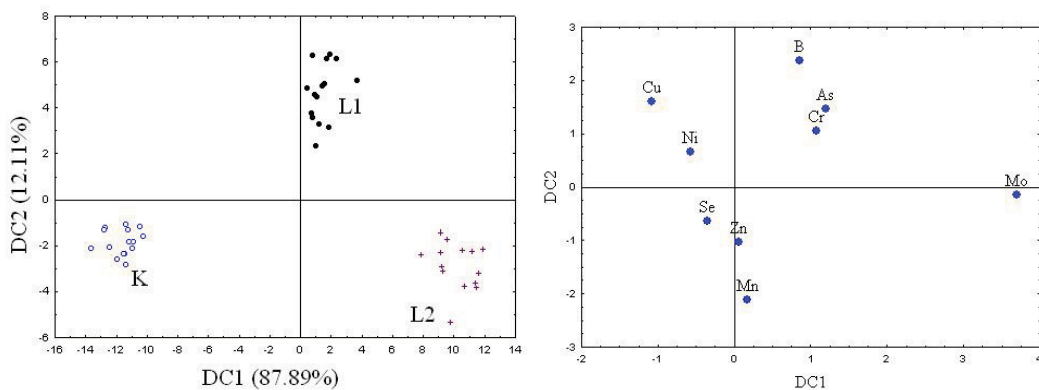 8
6
4
2
0
-2
-4
-6
DC2 (12.11%)
L1
K
L2
-16 -14 -12 -10 -8 -6 -4 -2 0 2 4 6 8 10 12 14
DC1 (87.89%)
3
2
1
0
-1
-2
-3
DC2
B
Cu
As
Cr
Ni
Mo
Se
Zn
Mn
-2 -1 0 1 2 3 4
DC1